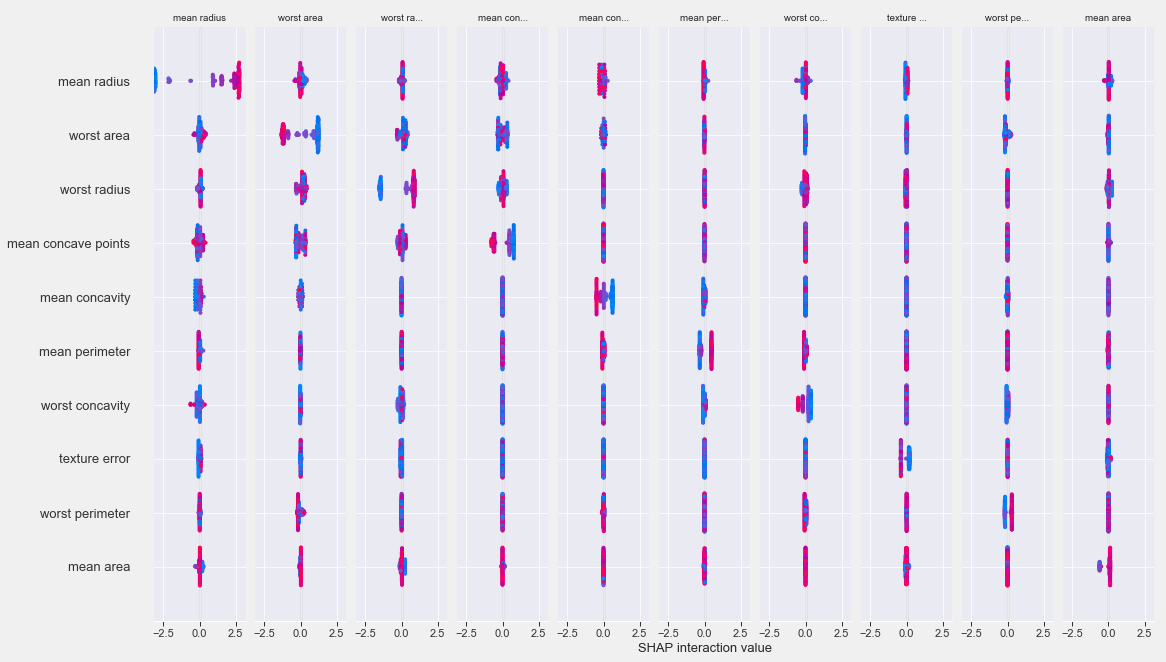 mean radius worst area worst ra... mean con... mean con... mean per... worst co... texture ... worst pe... mean area
mean radius
worst area
worst radius
mean concave points
mean concavity
mean perimeter
worst concavity
texture error
worst perimeter
mean area
−2.5 0.0 2.5 −2.5 0.0 2.5 −2.5 0.0 2.5 −2.5 0.0 2.5 −2.5 0.0 2.5 −2.5 0.0 2.5 −2.5 0.0 2.5 −2.5 0.0 2.5 −2.5 0.0 2.5 −2.5 0.0 2.5
SHAP interaction value